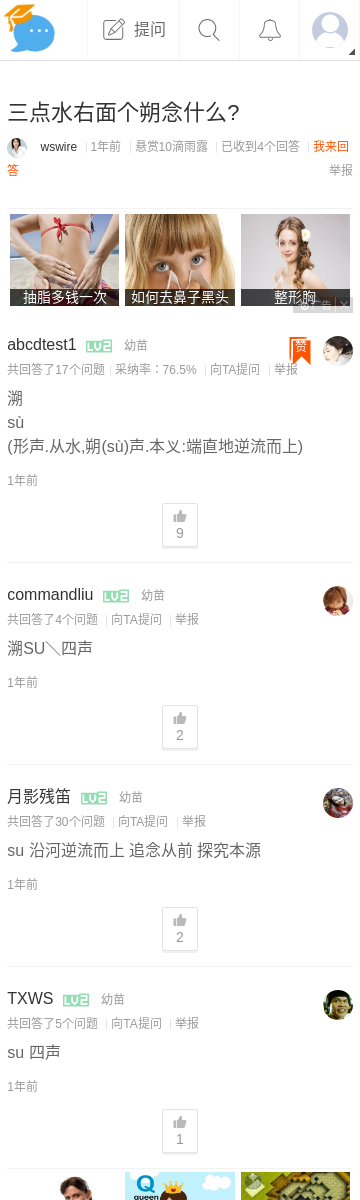 提问
三点水右面个朔念什么?
wswire 1年前 悬赏10滴雨露 已收到4个回答 我来回
答 举报
抽脂多钱一次 如何去鼻子黑头 整形胸
广告
abcdtest1 LV2 幼苗 赞
共回答了17个问题 采纳率：76.5% 向TA提问 举报
溯
sù
(形声.从水,朔(sù)声.本义:端直地逆流而上)
1年前
9
commandliu LV2 幼苗
共回答了4个问题 向TA提问 举报
溯SU＼四声
1年前
2
月影残笛 LV2 幼苗
共回答了30个问题 向TA提问 举报
su 沿河逆流而上 追念从前 探究本源
1年前
2
TXWS LV2 幼苗
共回答了5个问题 向TA提问 举报
su 四声
1年前
1
queen